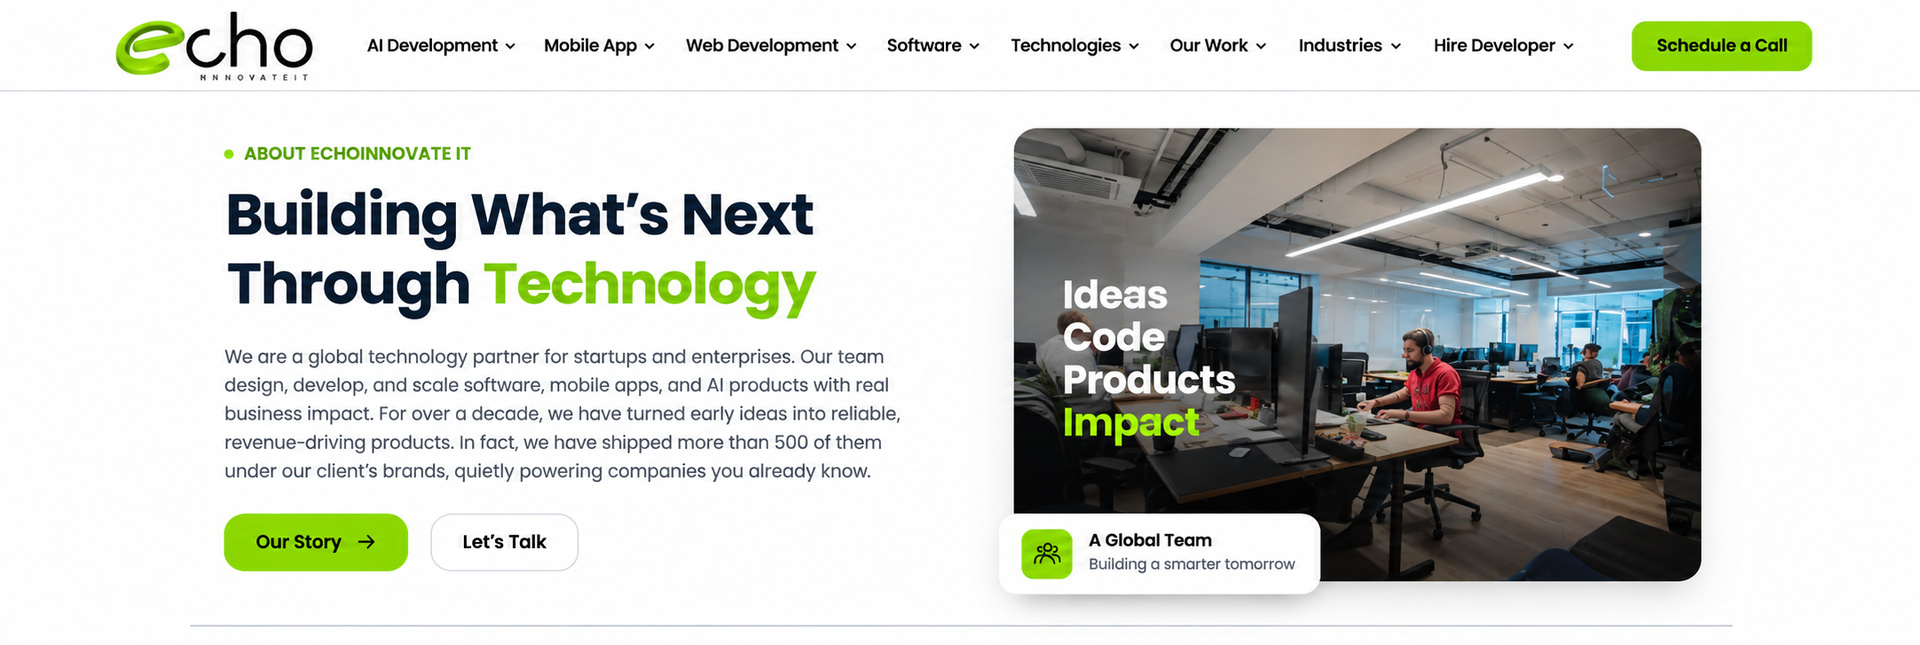 echo
INNOVATEIT
AI Development
Mobile App
Web Development
Software
Technologies
Our Work
Industries
Hire Developer
Schedule a Call
ABOUT ECHOINNOVATE IT
Building What’s Next
Through Technology
We are a global technology partner for startups and enterprises. Our team
design, develop, and scale software, mobile apps, and AI products with real
business impact. For over a decade, we have turned early ideas into reliable,
revenue-driving products. In fact, we have shipped more than 500 of them
under our client’s brands, quietly powering companies you already know.
Our Story
Let’s Talk
Ideas
Code
Products
Impact
A Global Team
Building a smarter tomorrow